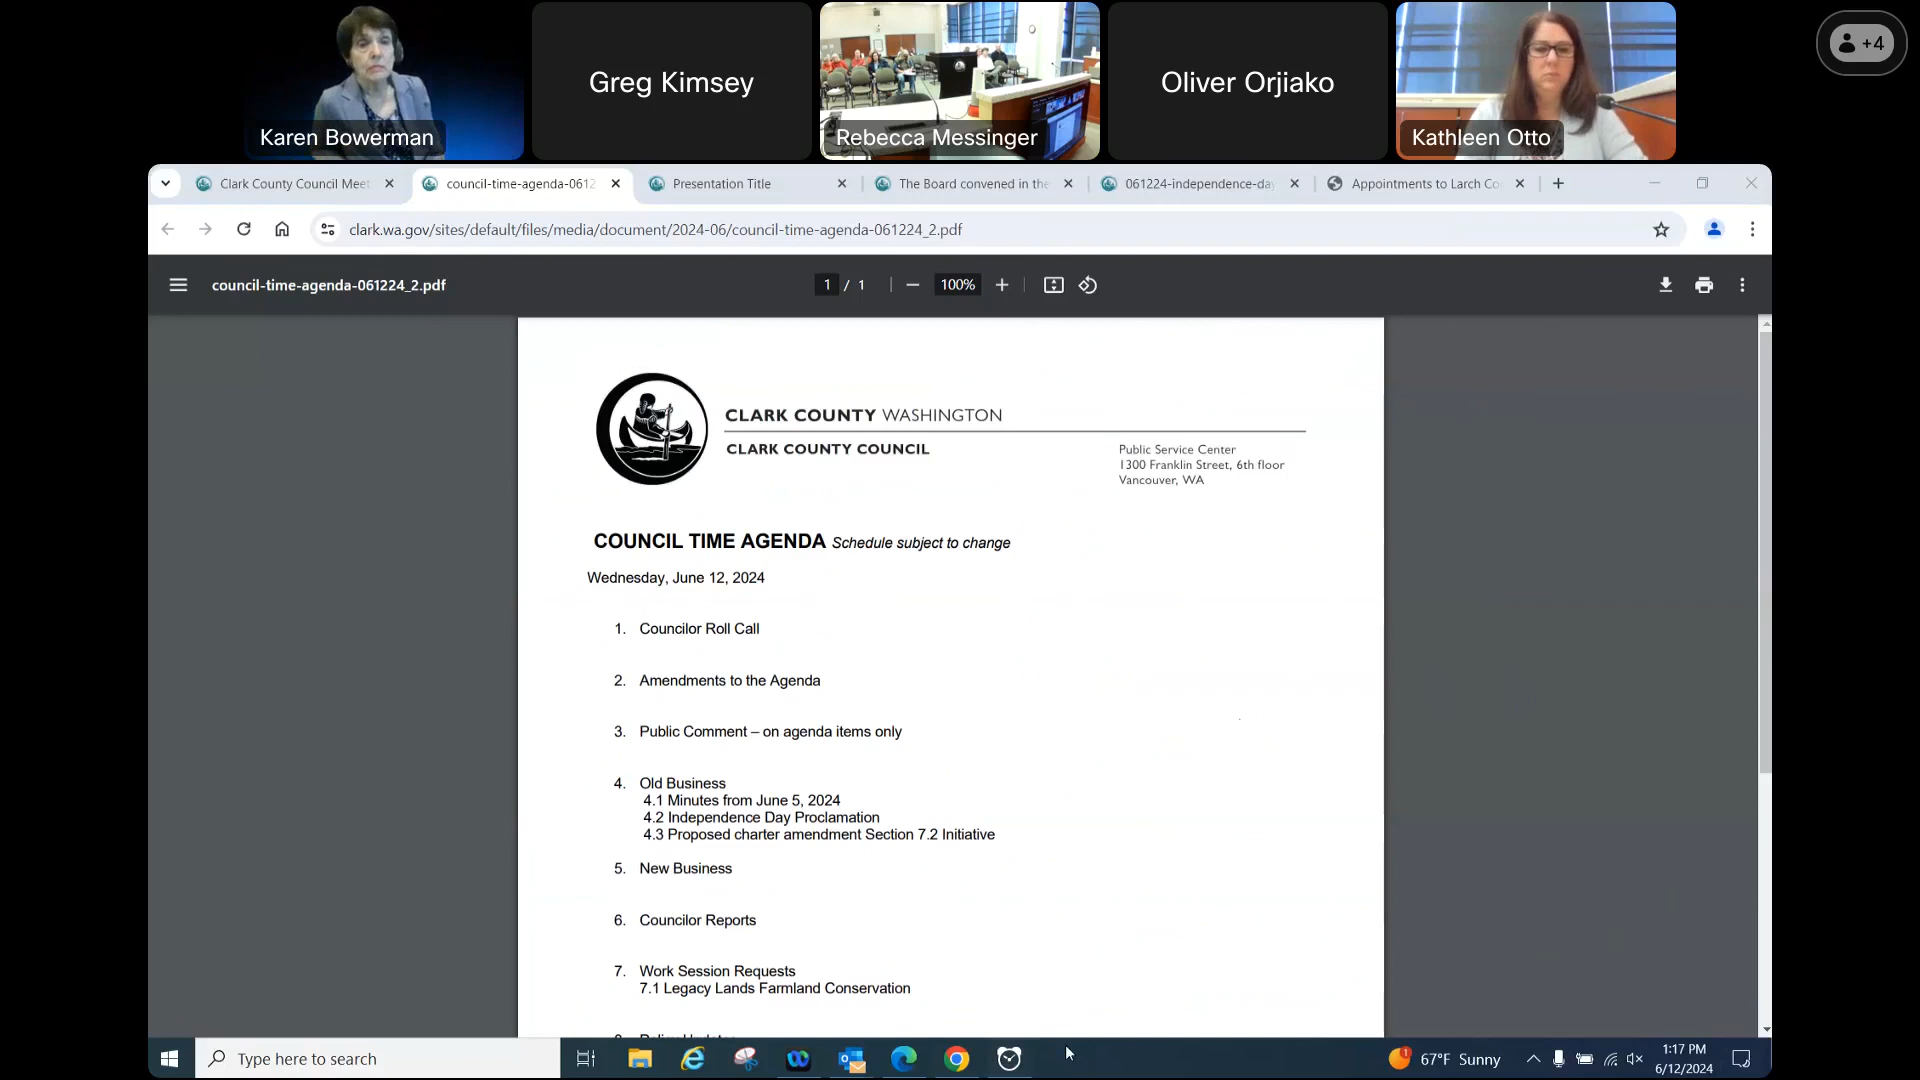 Karen Bowerman
Greg Kimsey
Rebecca Messinger
Oliver Orjiako
Kathleen Otto
+4
Clark County Council Meet
council-time-agenda-0612
Presentation Title
The Board convened in the
061224-independence-day
Appointments to Larch Co
clark.wa.gov/sites/default/files/media/document/2024-06/council-time-agenda-061224_2.pdf
council-time-agenda-061224_2.pdf
1 / 1
100%
CLARK COUNTY WASHINGTON
CLARK COUNTY COUNCIL
Public Service Center
1300 Franklin Street, 6th floor
Vancouver, WA
COUNCIL TIME AGENDA Schedule subject to change
Wednesday, June 12, 2024
1. Councilor Roll Call
2. Amendments to the Agenda
3. Public Comment – on agenda items only
4. Old Business
4.1 Minutes from June 5, 2024
4.2 Independence Day Proclamation
4.3 Proposed charter amendment Section 7.2 Initiative
5. New Business
6. Councilor Reports
7. Work Session Requests
7.1 Legacy Lands Farmland Conservation
Type here to search
1
67°F Sunny
1:17 PM
6/12/2024